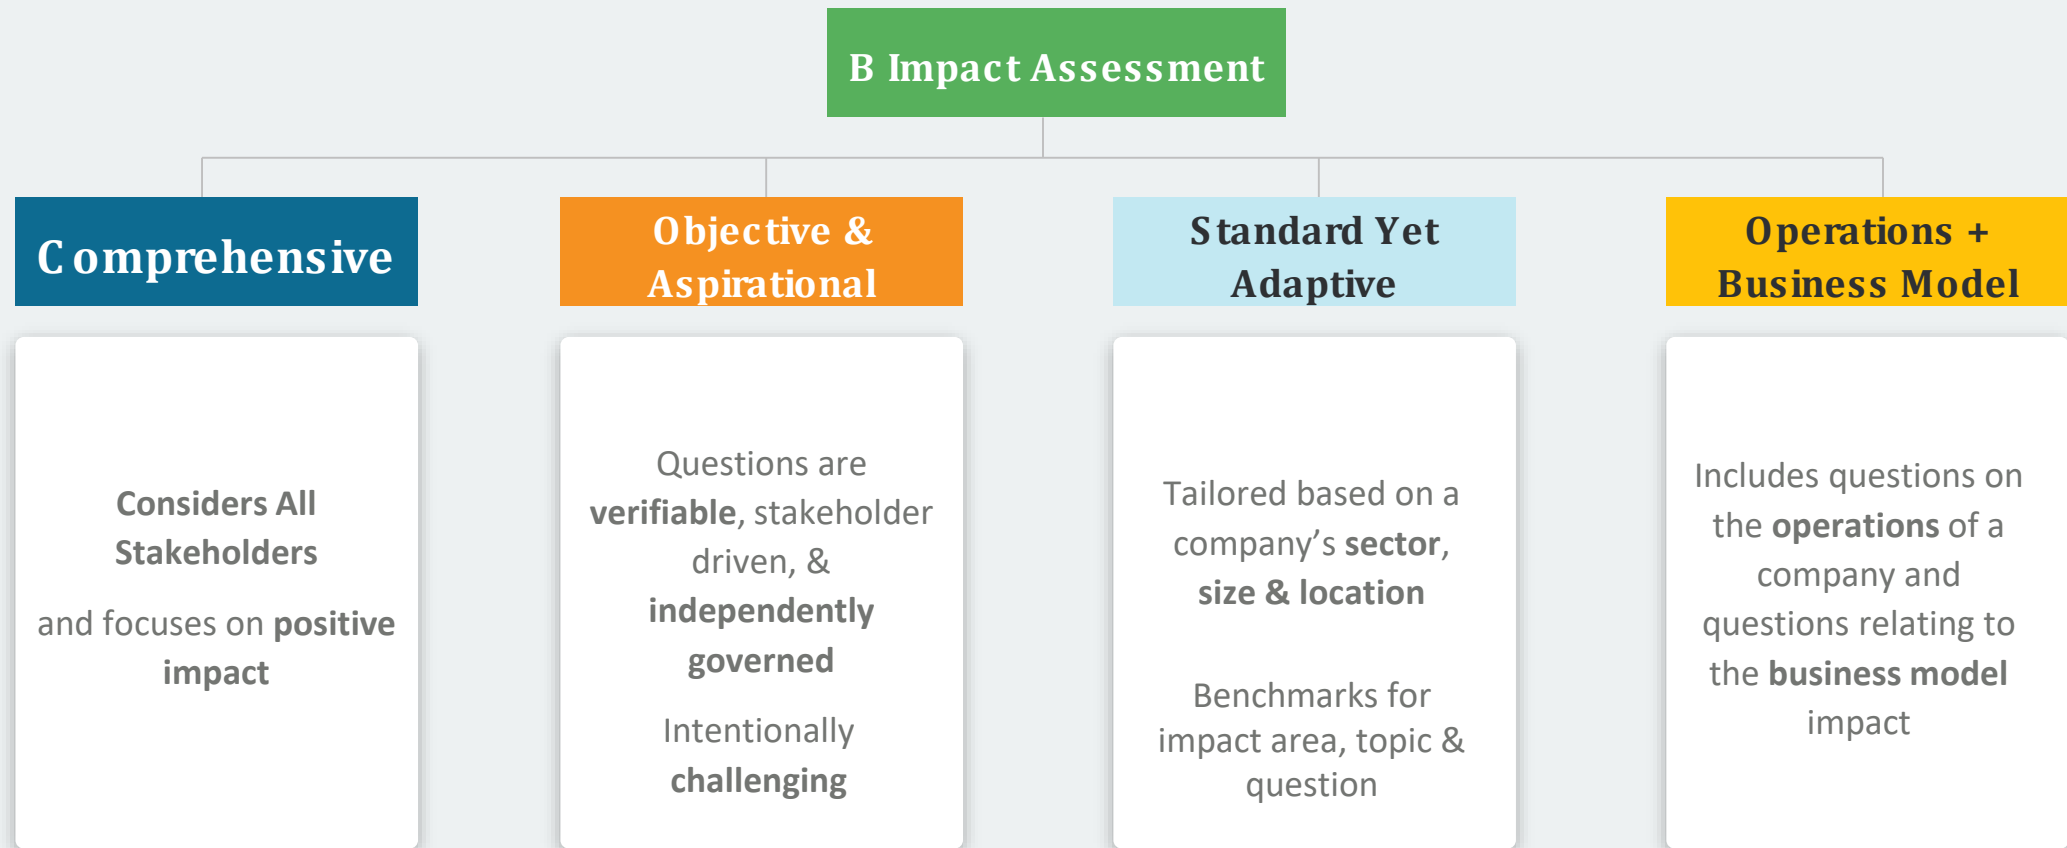 B Impact Assessment
Comprehensive
Considers All
Stakeholders
and focuses on positive
impact
Objective &
Aspirational
Questions are
verifiable, stakeholder
driven, &
independently
governed
Intentionally
challenging
Standard Yet
Adaptive
Tailored based on a
company’s sector,
size & location
Benchmarks for
impact area, topic &
question
Operations +
Business Model
Includes questions on
the operations of a
company and
questions relating to
the business model
impact